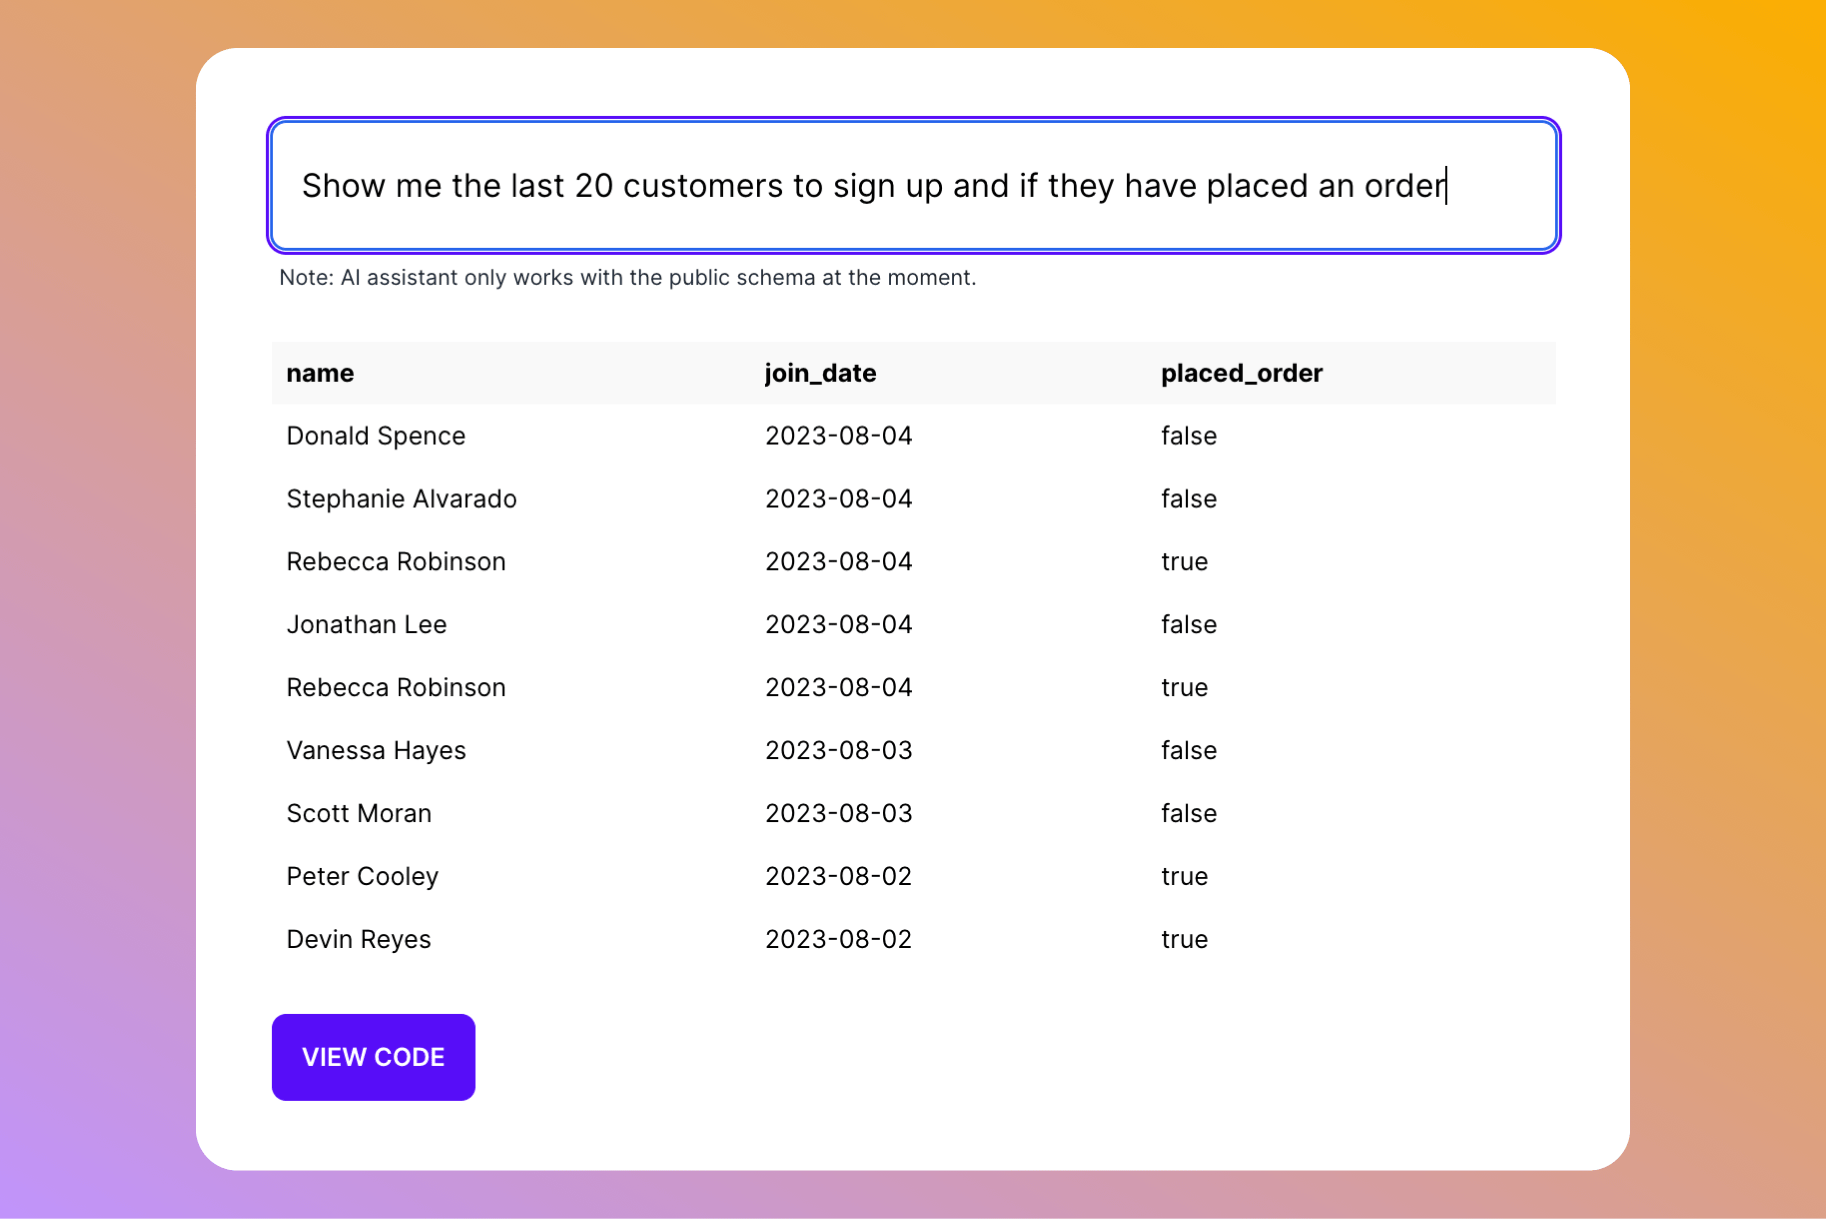 Show me the last 20 customers to sign up and if they have placed an order
Note: AI assistant only works with the public schema at the moment.
name join_date placed_order
Donald Spence 2023-08-04 false
Stephanie Alvarado 2023-08-04 false
Rebecca Robinson 2023-08-04 true
Jonathan Lee 2023-08-04 false
Rebecca Robinson 2023-08-04 true
Vanessa Hayes 2023-08-03 false
Scott Moran 2023-08-03 false
Peter Cooley 2023-08-02 true
Devin Reyes 2023-08-02 true
VIEW CODE